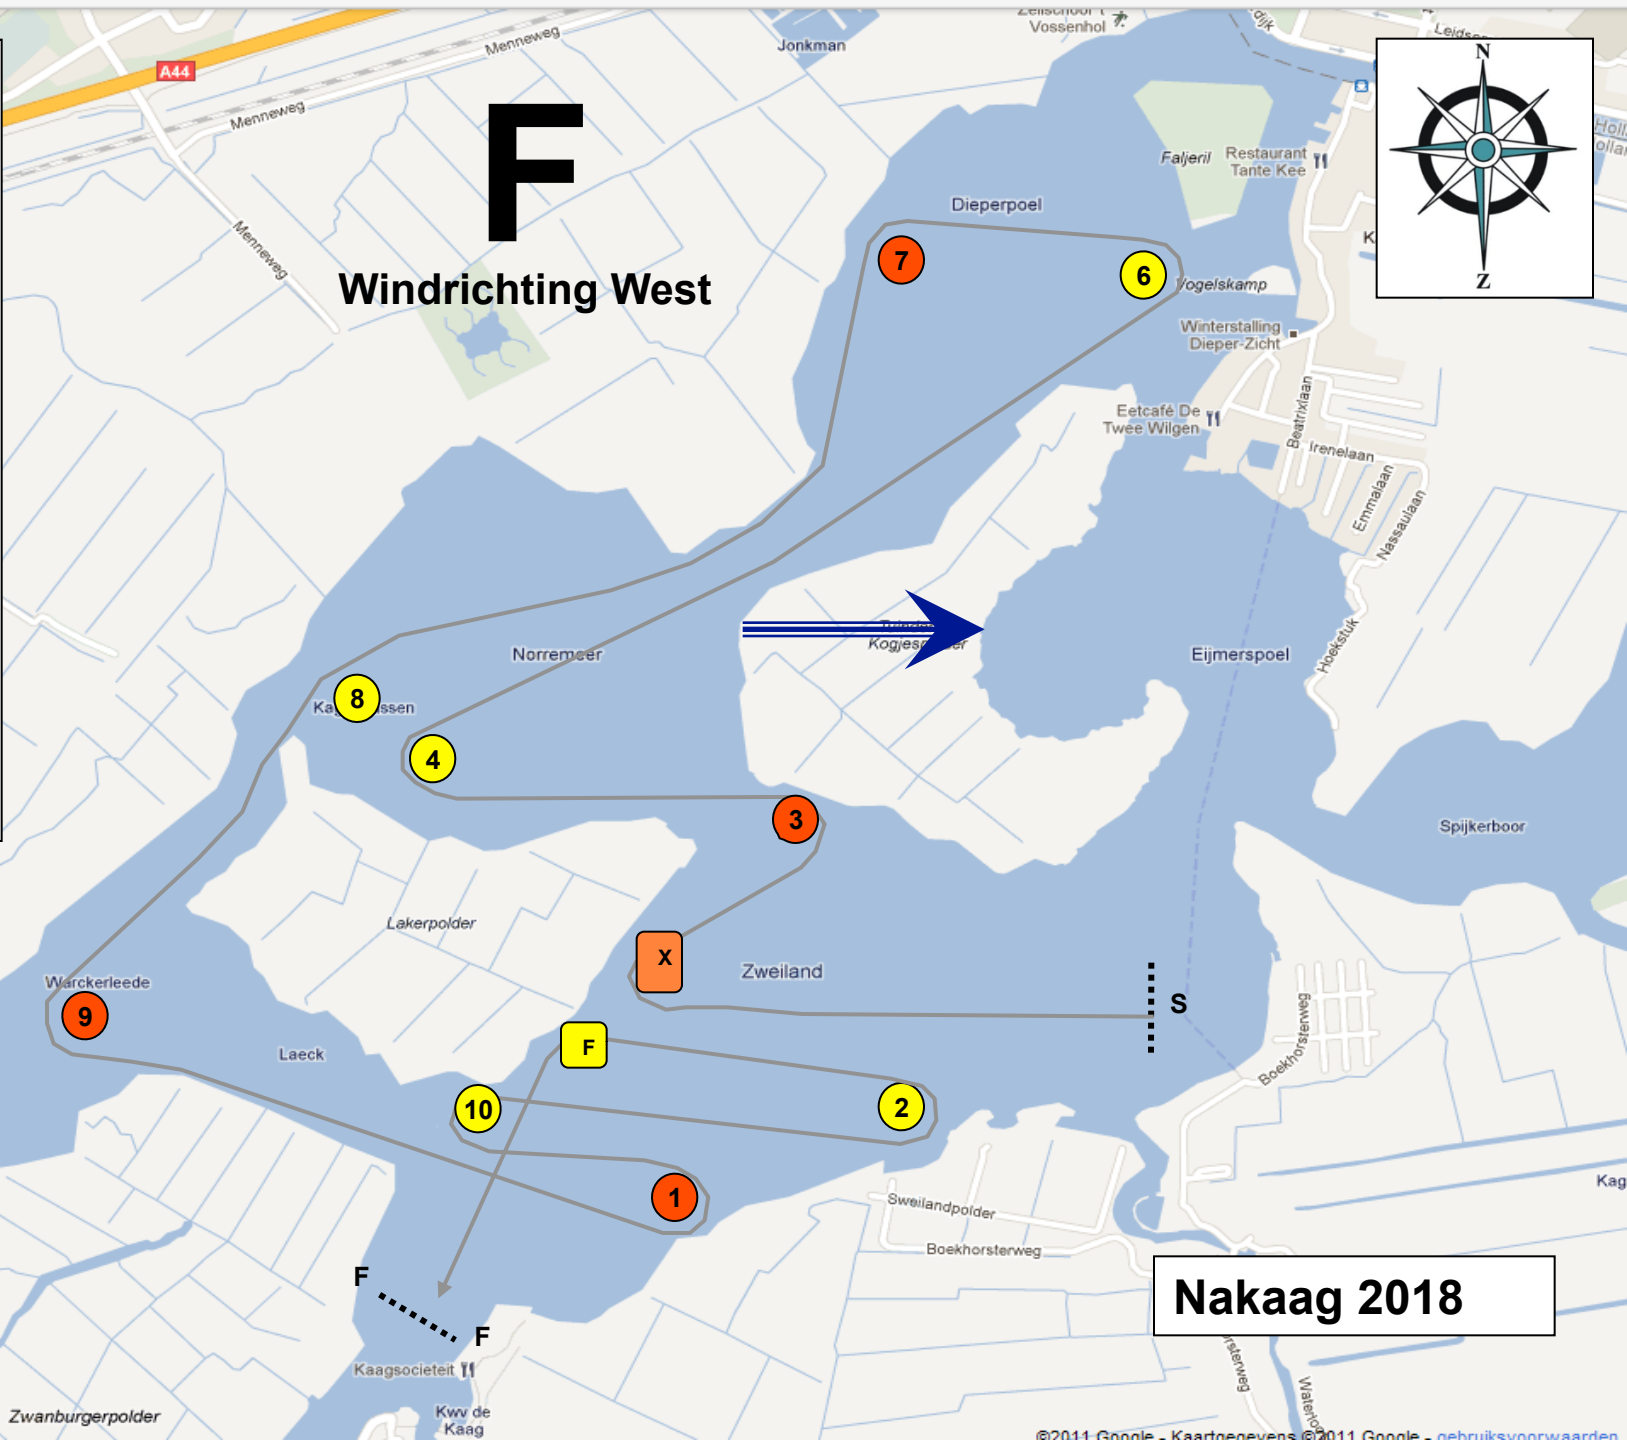 Zeilschool 't
Vossenhol
Jonkman
Menneweg
A44
Menneweg
Menneweg
F
Windrichting West
N
Z
Faljeril
Restaurant
Tante Kee
Dieperpoel
7
6
Vogelskamp
Winterstalling
Dieper-Zicht
Eetcafé De
Twee Wilgen
Beatrixlaan
Irenelaan
Emmalaan
Nassaulaan
Hoekstuk
Norremeer
Eijmerspoel
8
4
3
Spijkerboor
Lakerpolder
X
Zweiland
S
Warckerleede
9
Laeck
F
10
2
1
Boekhorsterweg
Sweilandpolder
Boekhorsterweg
Kag
Nakaag 2018
F
F
Kaagsocieteit
Kwv de
Kaag
Zwanburgerpolder
©2011 Google - Kaartgegevens ©2011 Google - gebruiksvoorwaarden